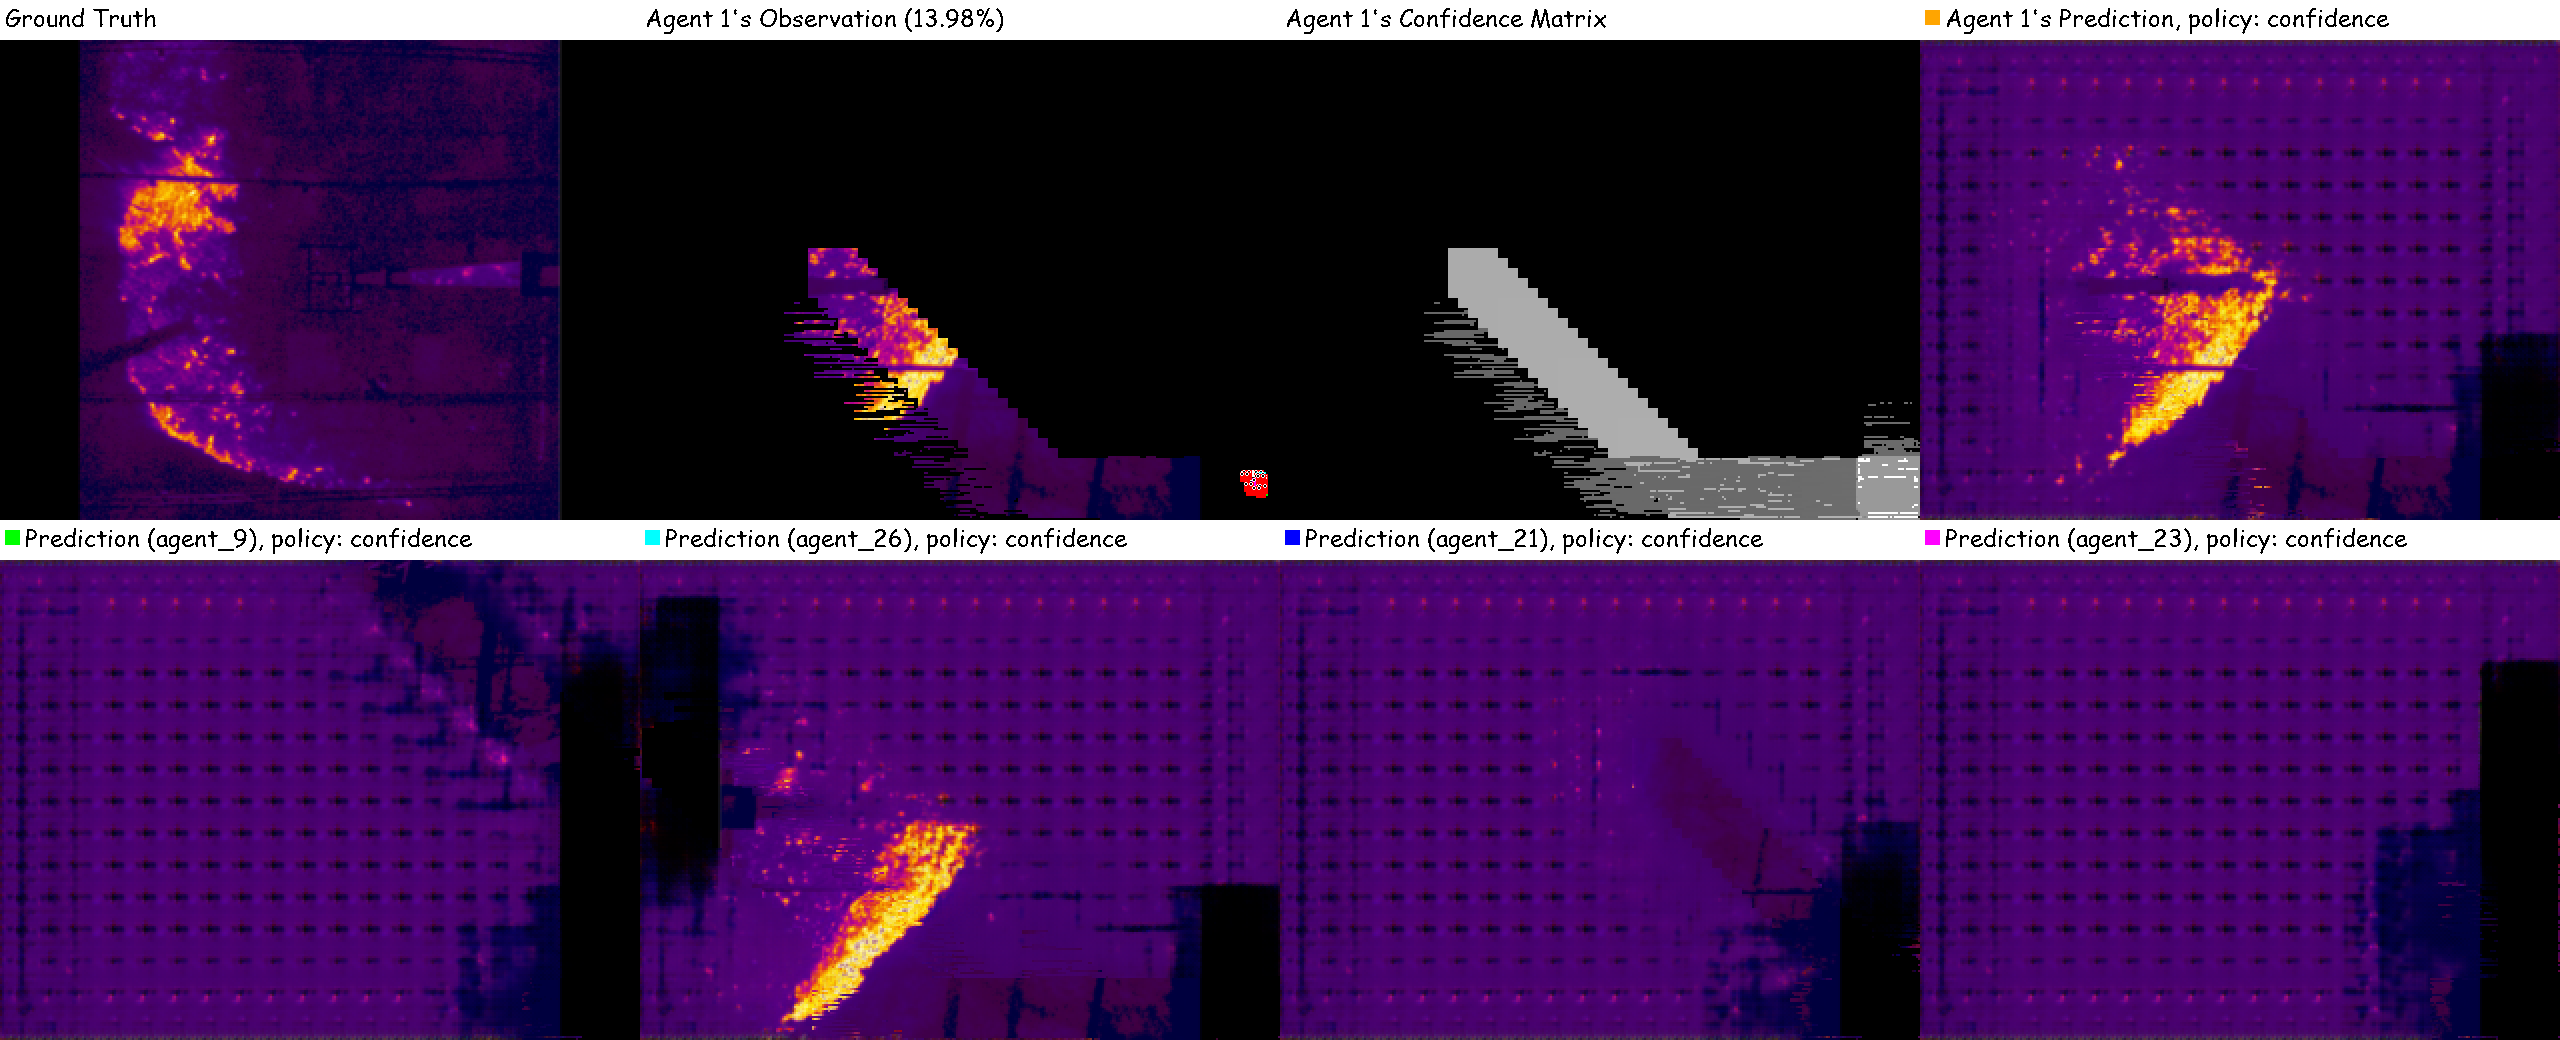 Ground Truth
Agent 1's Observation (13.98%)
Agent 1's Confidence Matrix
Agent 1's Prediction, policy: confidence
Prediction (agent_9), policy: confidence
Prediction (agent_26), policy: confidence
Prediction (agent_21), policy: confidence
Prediction (agent_23), policy: confidence